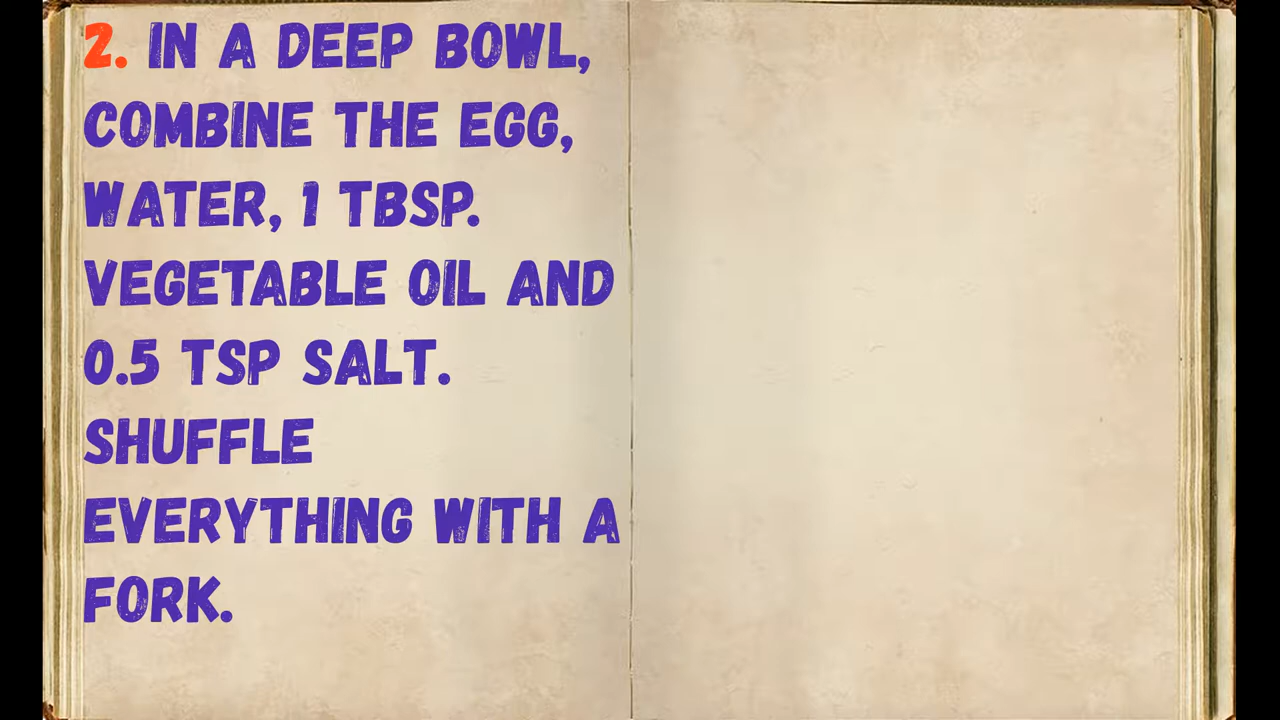 2. IN A DEEP BOWL,
COMBINE THE EGG,
WATER, 1 TBSP.
VEGETABLE OIL AND
0.5 TSP SALT.
SHUFFLE
EVERYTHING WITH A
FORK.